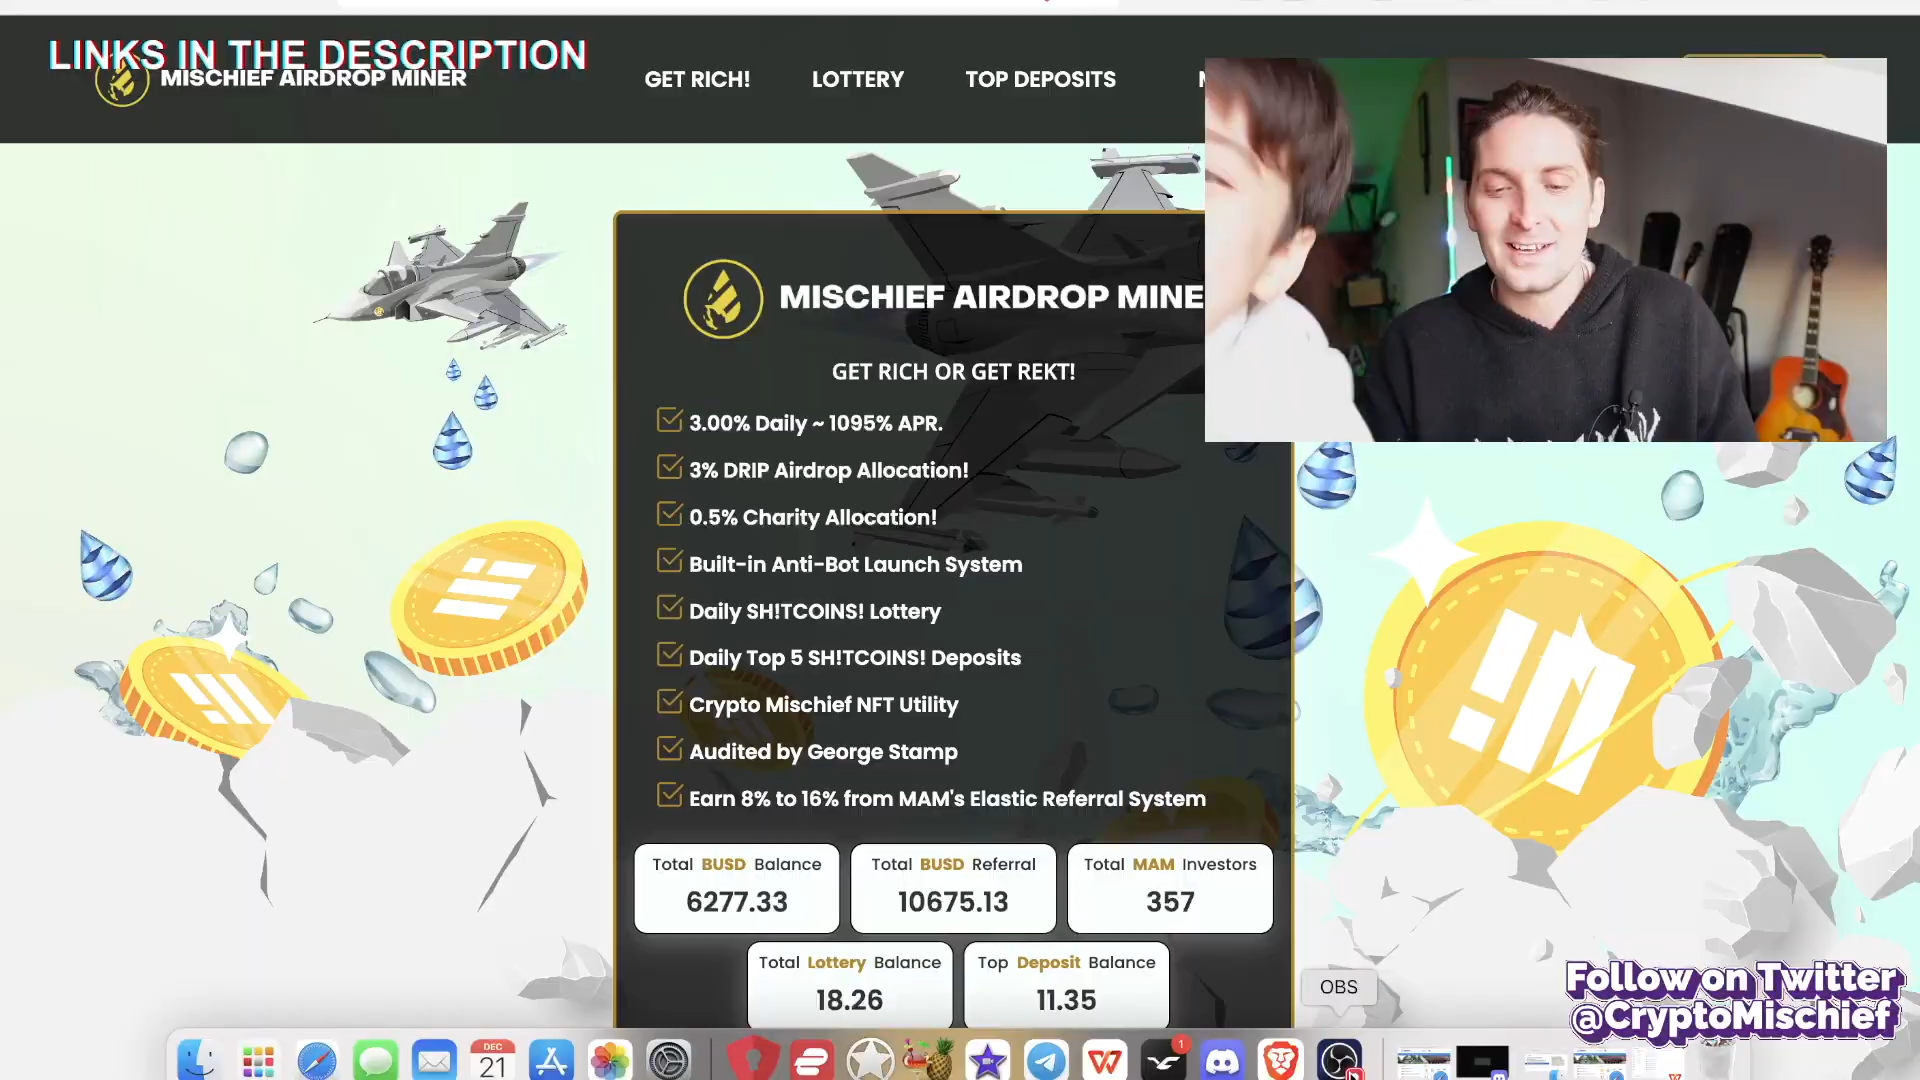 LINKS IN THE DESCRIPTION
MISCHIEF AIRDROP MINER
GET RICH!
LOTTERY
TOP DEPOSITS
MISCHIEF AIRDROP MINE
GET RICH OR GET REKT!
3.00% Daily ~ 1095% APR.
3% DRIP Airdrop Allocation!
0.5% Charity Allocation!
Built-in Anti-Bot Launch System
Daily SH!TCOINS! Lottery
Daily Top 5 SH!TCOINS! Deposits
Crypto Mischief NFT Utility
Audited by George Stamp
Earn 8% to 16% from MAM's Elastic Referral System
Total BUSD Balance
6277.33
Total BUSD Referral
10675.13
Total MAM Investors
357
Total Lottery Balance
18.26
Top Deposit Balance
11.35
OBS
Follow on Twitter
@CryptoMischief
DEC
21
1